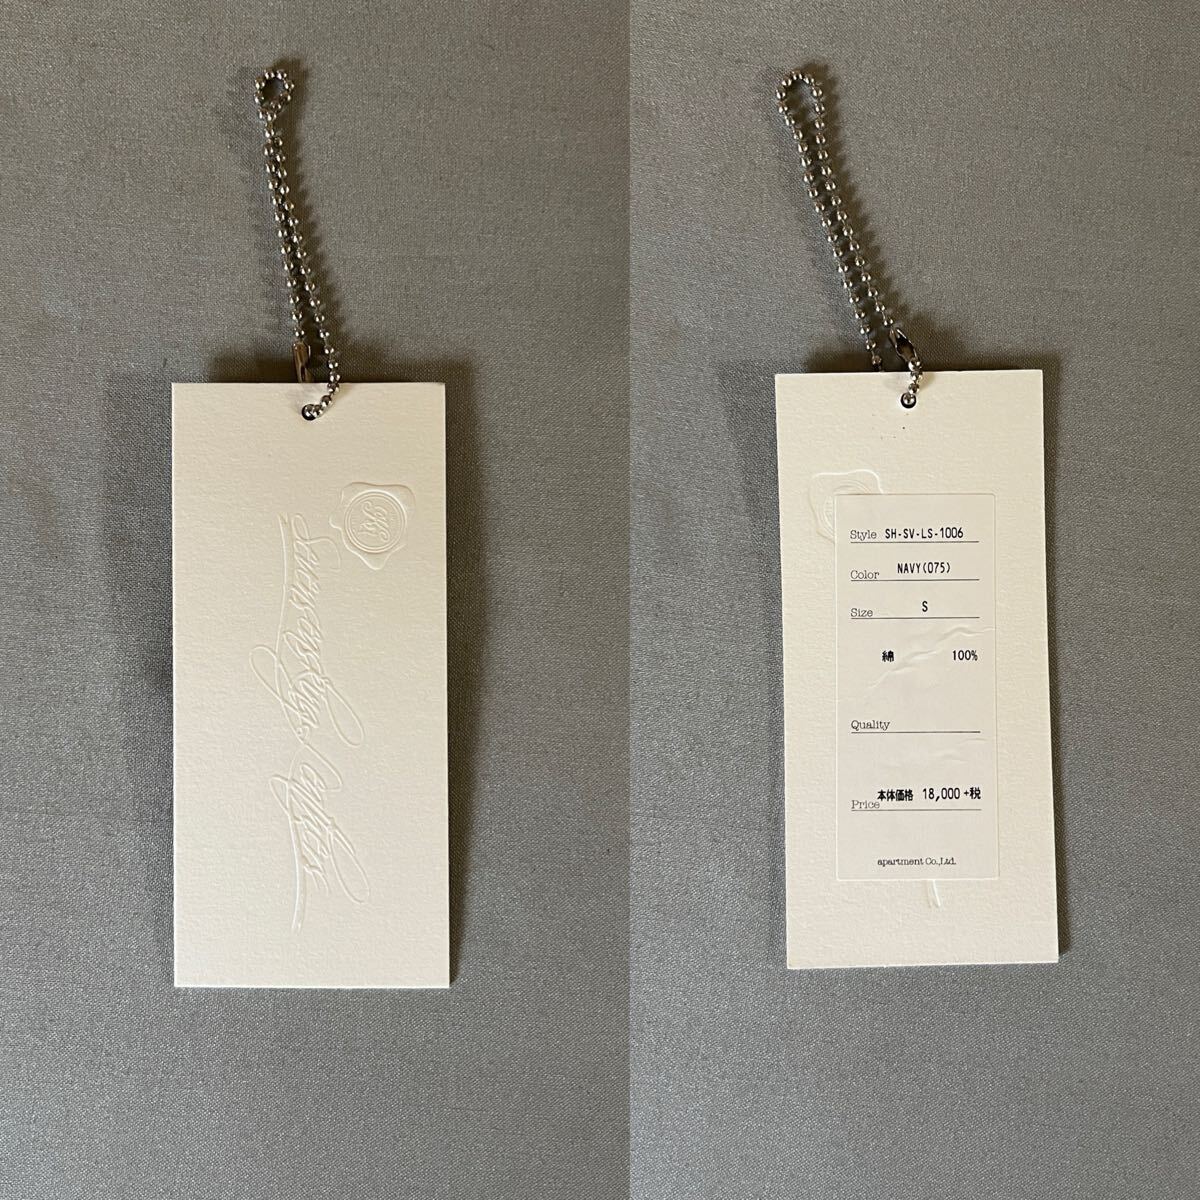 Style SH-SV-LS-1006
Color NAVY(075)
Size S
綿 100%
Quality
Price 本体価格 18,000 +税
apartment Co.,Ltd.